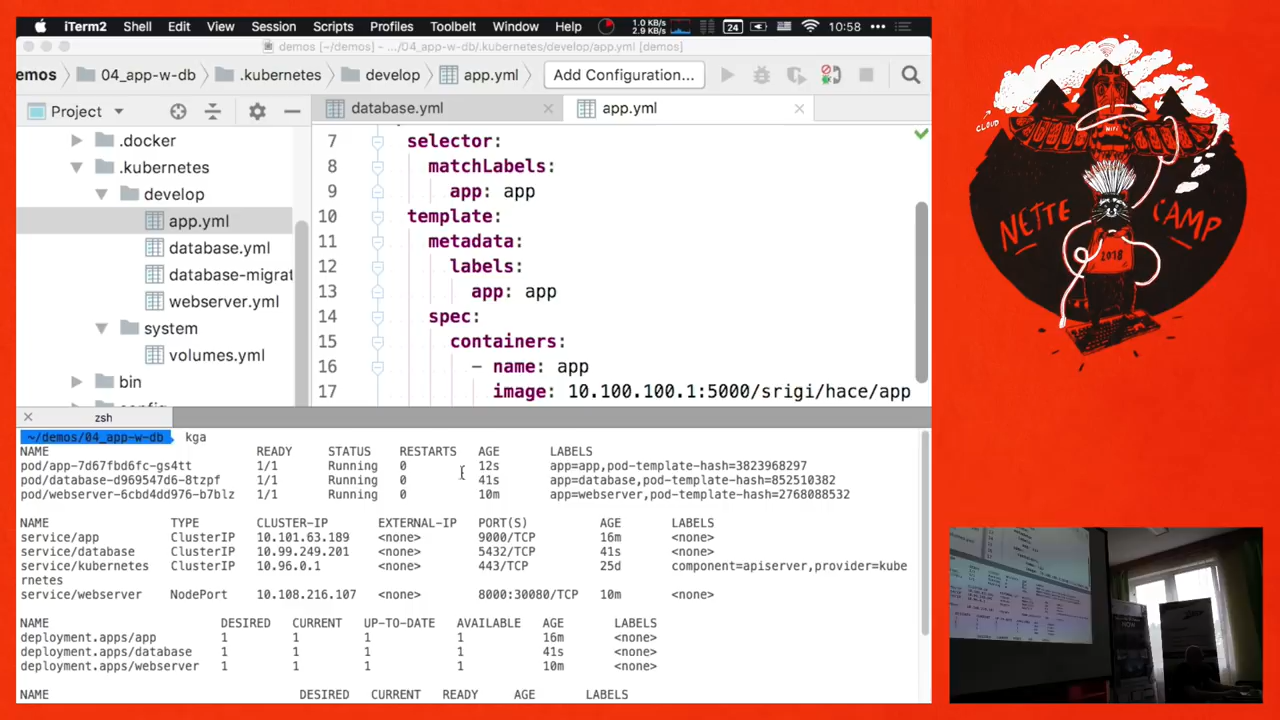 iTerm2 Shell Edit View Session Scripts Profiles Toolbelt Window Help 1.0 KB/s 2.9 KB/s 24 10:58
demos [~/demos] – .../04_app-w-db/.kubernetes/develop/app.yml [demos]
emos 04_app-w-db .kubernetes develop app.yml Add Configuration...
Project database.yml app.yml
.docker
.kubernetes
develop
app.yml
database.yml
database-migrat
webserver.yml
system
volumes.yml
bin
7 selector:
8 matchLabels:
9 app: app
10 template:
11 metadata:
12 labels:
13 app: app
14 spec:
15 containers:
16 - name: app
17 image: 10.100.100.1:5000/srigi/hace/app
zsh
~/demos/04_app-w-db kga
NAME READY STATUS RESTARTS AGE LABELS
pod/app-7d67fbd6fc-gs4tt 1/1 Running 0 12s app=app,pod-template-hash=3823968297
pod/database-d969547d6-8tzpf 1/1 Running 0 41s app=database,pod-template-hash=852510382
pod/webserver-6cbd4dd976-b7blz 1/1 Running 0 10m app=webserver,pod-template-hash=2768088532
NAME TYPE CLUSTER-IP EXTERNAL-IP PORT(S) AGE LABELS
service/app ClusterIP 10.101.63.189 <none> 9000/TCP 16m <none>
service/database ClusterIP 10.99.249.201 <none> 5432/TCP 41s <none>
service/kubernetes ClusterIP 10.96.0.1 <none> 443/TCP 25d component=apiserver,provider=kube
rnetes
service/webserver NodePort 10.108.216.107 <none> 8000:30080/TCP 10m <none>
NAME DESIRED CURRENT UP-TO-DATE AVAILABLE AGE LABELS
deployment.apps/app 1 1 1 1 16m <none>
deployment.apps/database 1 1 1 1 41s <none>
deployment.apps/webserver 1 1 1 1 10m <none>
NAME DESIRED CURRENT READY AGE LABELS
CLOUD
WiFi
NETTE CAMP
2018